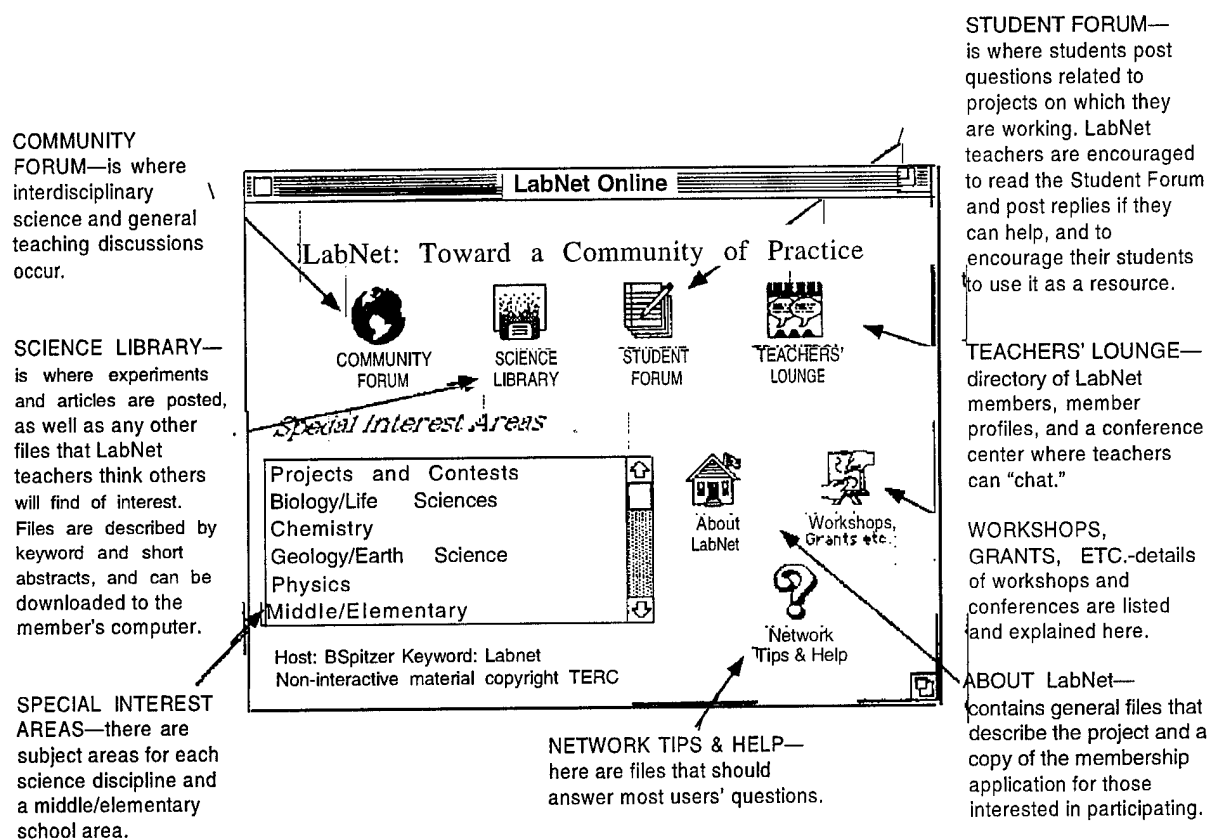 COMMUNITY
FORUM—is where
interdisciplinary
science and general
teaching discussions
occur.
SCIENCE LIBRARY—
is where experiments
and articles are posted,
as well as any other
files that LabNet
teachers think others
will find of interest.
Files are described by
keyword and short
abstracts, and can be
downloaded to the
member's computer.
SPECIAL INTEREST
AREAS—there are
subject areas for each
science discipline and
a middle/elementary
school area.
LabNet Online
LabNet: Toward a Community of Practice
COMMUNITY
FORUM
SCIENCE
LIBRARY
STUDENT
FORUM
TEACHERS'
LOUNGE
Special Interest Areas
Projects and Contests
Biology/Life Sciences
Chemistry
Geology/Earth Science
Physics
Middle/Elementary
About
LabNet
Workshops,
Grants etc.
Network
Tips & Help
Host: BSpitzer Keyword: Labnet
Non-interactive material copyright TERC
NETWORK TIPS & HELP—
here are files that should
answer most users' questions.
STUDENT FORUM—
is where students post
questions related to
projects on which they
are working. LabNet
teachers are encouraged
to read the Student Forum
and post replies if they
can help, and to
encourage their students
to use it as a resource.
TEACHERS' LOUNGE—
directory of LabNet
members, member
profiles, and a conference
center where teachers
can "chat."
WORKSHOPS,
GRANTS, ETC.-details
of workshops and
conferences are listed
and explained here.
ABOUT LabNet—
contains general files that
describe the project and a
copy of the membership
application for those
interested in participating.